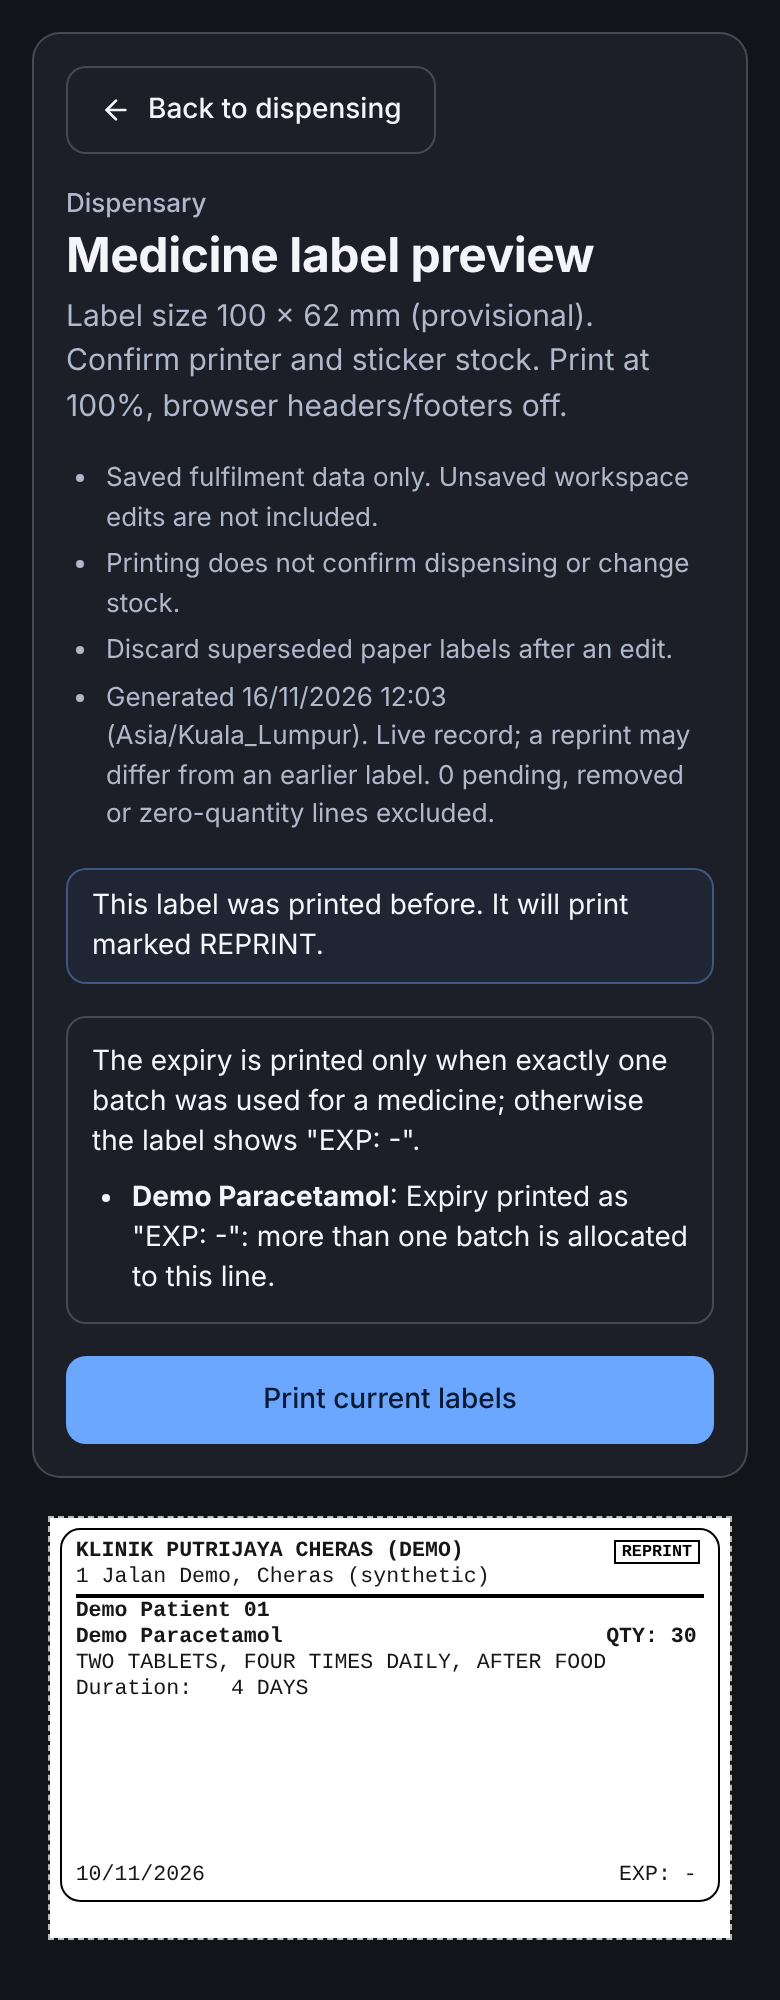 ← Back to dispensing
Dispensary
Medicine label preview
Label size 100 × 62 mm (provisional).
Confirm printer and sticker stock. Print at
100%, browser headers/footers off.
• Saved fulfilment data only. Unsaved workspace
edits are not included.
• Printing does not confirm dispensing or change
stock.
• Discard superseded paper labels after an edit.
• Generated 16/11/2026 12:03
(Asia/Kuala_Lumpur). Live record; a reprint may
differ from an earlier label. 0 pending, removed
or zero-quantity lines excluded.
This label was printed before. It will print
marked REPRINT.
The expiry is printed only when exactly one
batch was used for a medicine; otherwise
the label shows "EXP: -".
• Demo Paracetamol: Expiry printed as
"EXP: -": more than one batch is allocated
to this line.
Print current labels
KLINIK PUTRIJAYA CHERAS (DEMO) REPRINT
1 Jalan Demo, Cheras (synthetic)
Demo Patient 01
Demo Paracetamol QTY: 30
TWO TABLETS, FOUR TIMES DAILY, AFTER FOOD
Duration: 4 DAYS
10/11/2026 EXP: -